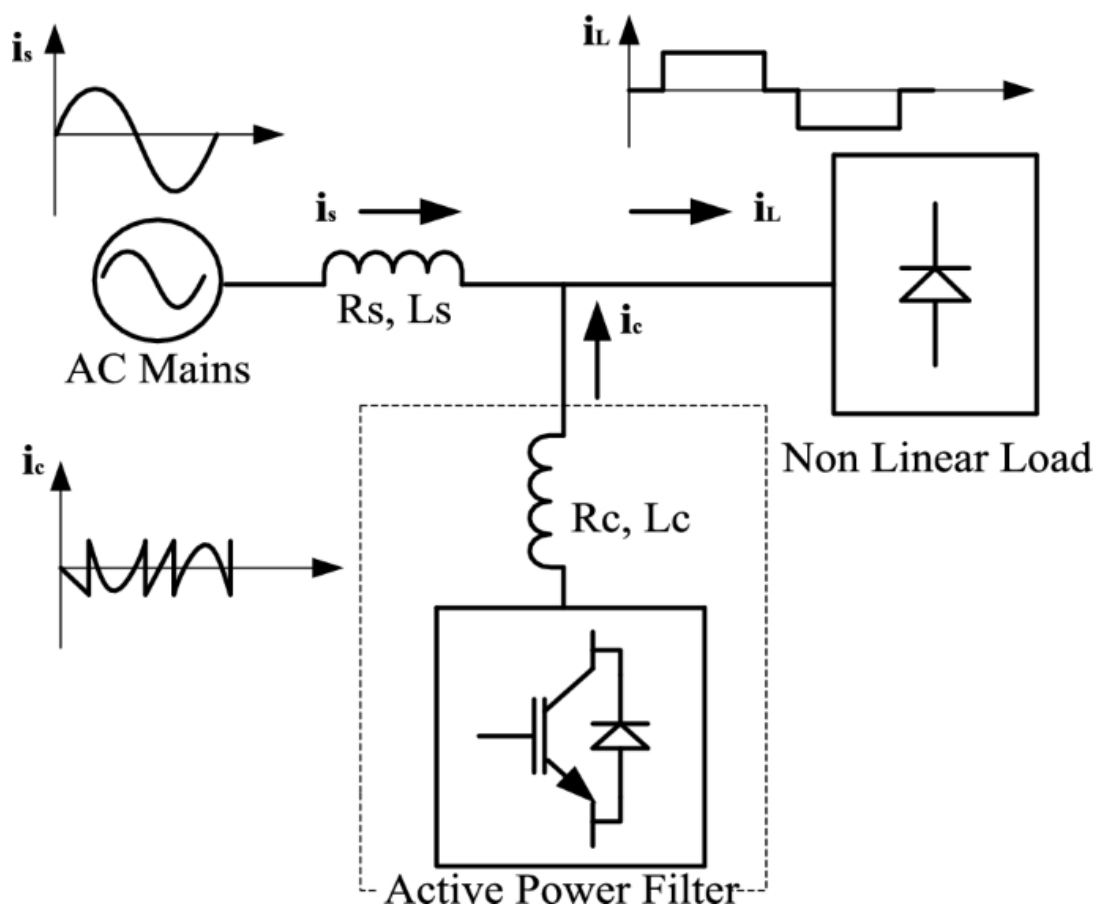 is
iL
is
iL
Rs, Ls
ic
AC Mains
ic
Non Linear Load
Rc, Lc
Active Power Filter